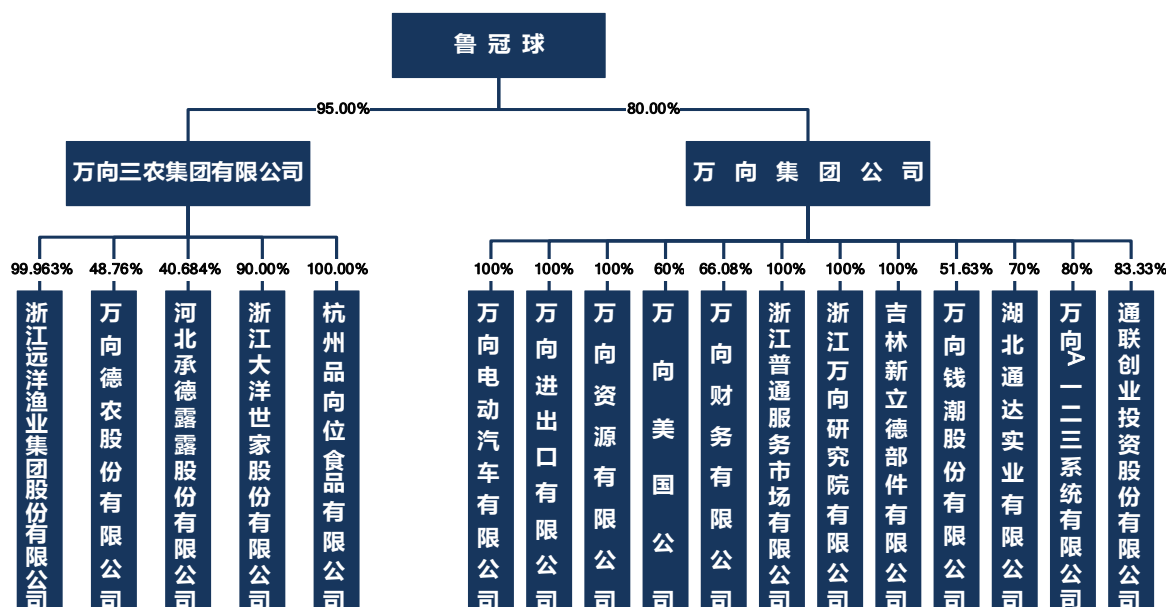 鲁冠球
95.00%
80.00%
万向三农集团有限公司
万向集团公司
99.963%
48.76%
40.684%
90.00%
100.00%
100%
100%
100%
60%
66.08%
100%
100%
100%
51.63%
70%
80%
83.33%
浙江远洋渔业集团股份有限公司
万向德农股份有限公司
河北承德露露股份有限公司
浙江大洋世家股份有限公司
杭州品向位食品有限公司
万向电动汽车有限公司
万向进出口有限公司
万向资源有限公司
万向美国公司
万向财务有限公司
浙江普通服务市场有限公司
浙江万向研究院有限公司
吉林新立德部件有限公司
万向钱潮股份有限公司
湖北通达实业有限公司
万向A一二三系统有限公司
通联创业投资股份有限公司